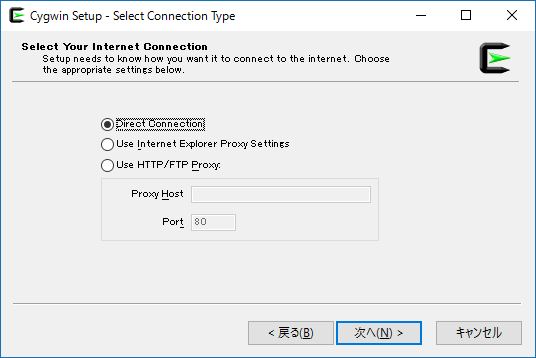 Cygwin Setup - Select Connection Type
Select Your Internet Connection
Setup needs to know how you want it to connect to the internet. Choose
the appropriate settings below.
Direct Connection
Use Internet Explorer Proxy Settings
Use HTTP/FTP Proxy:
Proxy Host
Port 80
< 戻る(B) 次へ(N) > キャンセル